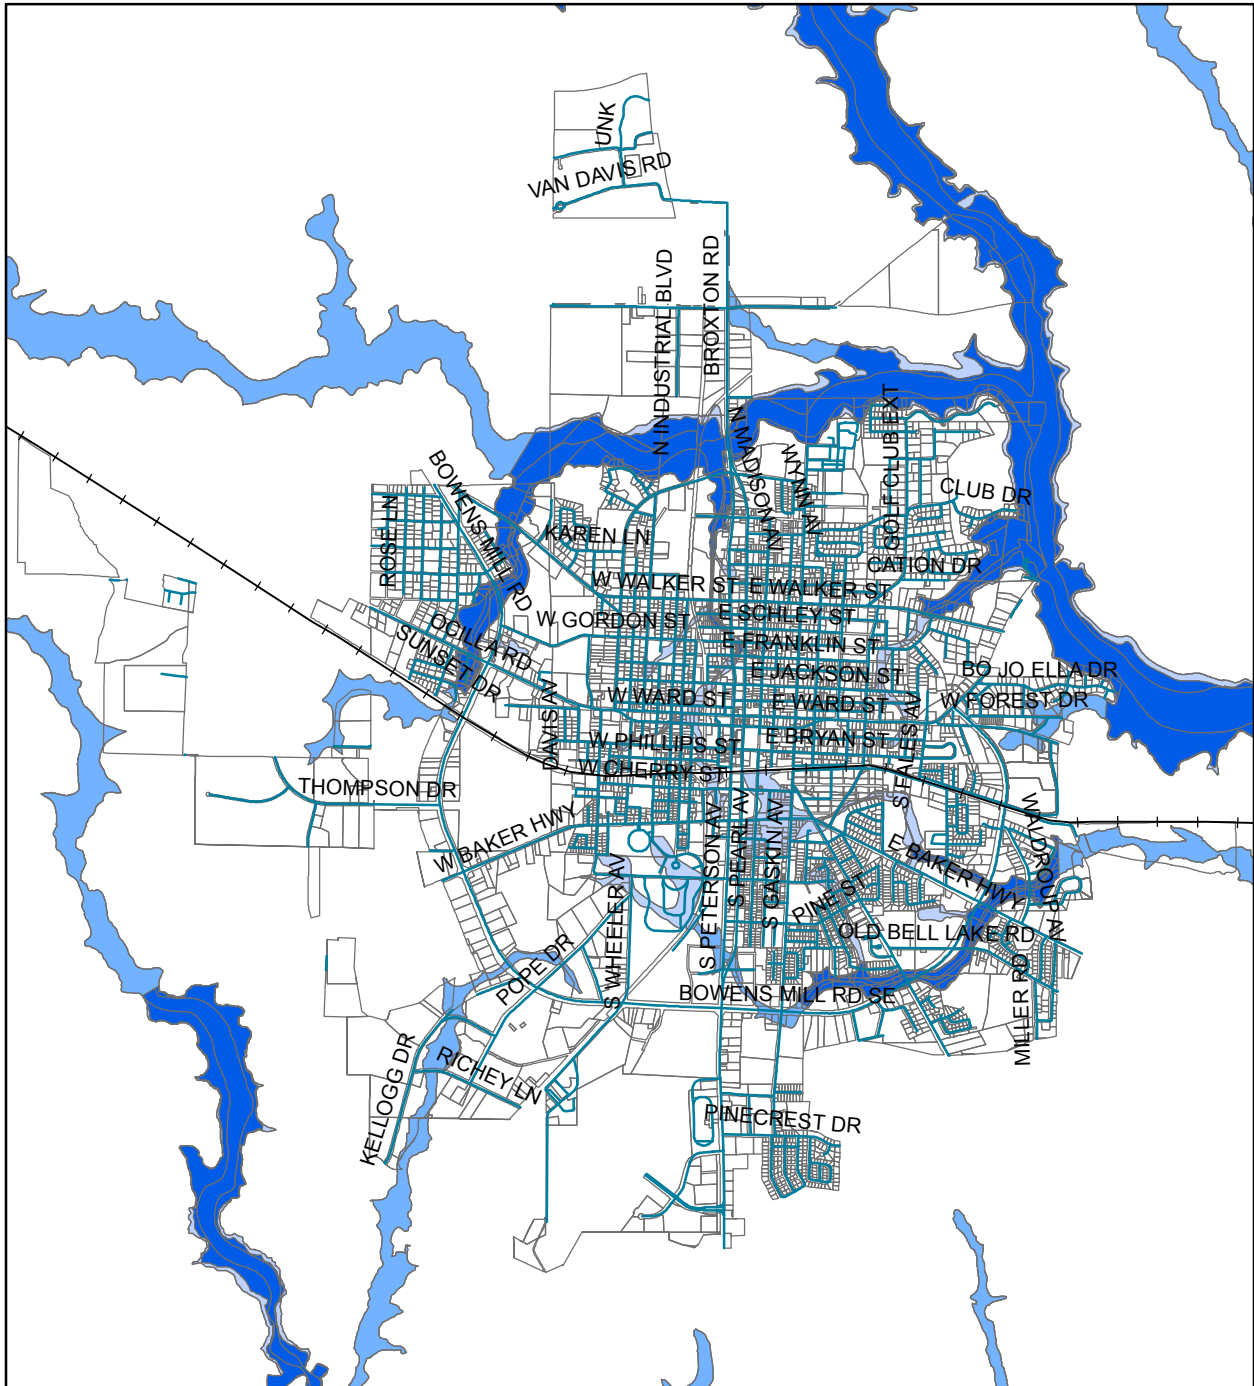 UNK
VAN DAVIS RD
N INDUSTRIAL BLVD
BROXTON RD
N MADISON AV
WYNN AV
GOLF CLUB EXT
CLUB DR
BOWENS MILL RD
ROSE LN
KAREN LN
CATION DR
W WALKER ST
E WALKER ST
W GORDON ST
E SCHLEY ST
OCILLA RD
SUNSET DR
E FRANKLIN ST
E JACKSON ST
BO JO ELLA DR
W FOREST DR
DAVIS AV
W WARD ST
E WARD ST
SEALES AV
W PHILLIPS ST
E BRYAN ST
W CHERRY ST
THOMPSON DR
W BAKER HWY
S WHEELER AV
S PETERSON AV
S PEARL AV
S GASKIN AV
PINE ST
E BAKER HWY
WALDROUP AV
OLD BELL LAKE RD
MILLER RD
POPE DR
BOWENS MILL RD SE
KELLOGG DR
RICHEY LN
PINECREST DR